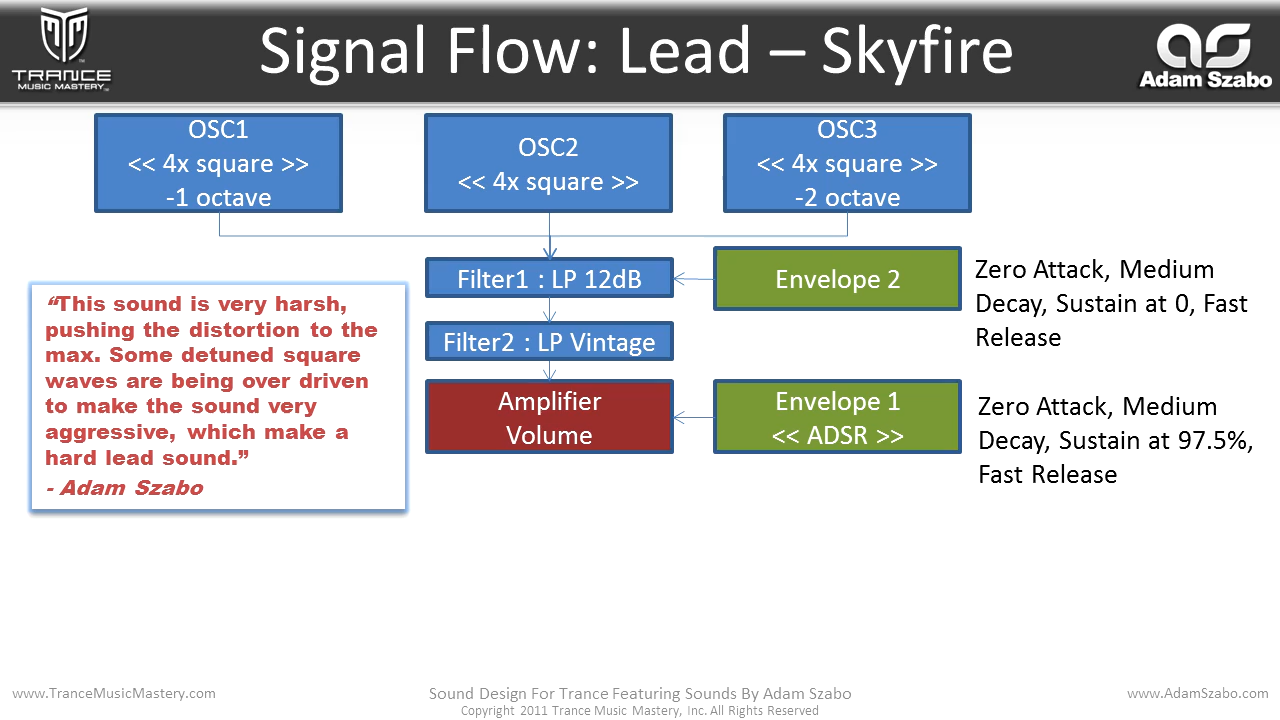 Signal Flow: Lead – Skyfire
TRANCE
MUSIC MASTERY
Adam Szabo
OSC1
<< 4x square >>
-1 octave
OSC2
<< 4x square >>
OSC3
<< 4x square >>
-2 octave
Filter1 : LP 12dB
Envelope 2
Zero Attack, Medium
Decay, Sustain at 0, Fast
Release
Filter2 : LP Vintage
Amplifier
Volume
Envelope 1
<< ADSR >>
Zero Attack, Medium
Decay, Sustain at 97.5%,
Fast Release
“This sound is very harsh,
pushing the distortion to the
max. Some detuned square
waves are being over driven
to make the sound very
aggressive, which make a
hard lead sound.”
- Adam Szabo
www.TranceMusicMastery.com
Sound Design For Trance Featuring Sounds By Adam Szabo
Copyright 2011 Trance Music Mastery, Inc. All Rights Reserved
www.AdamSzabo.com